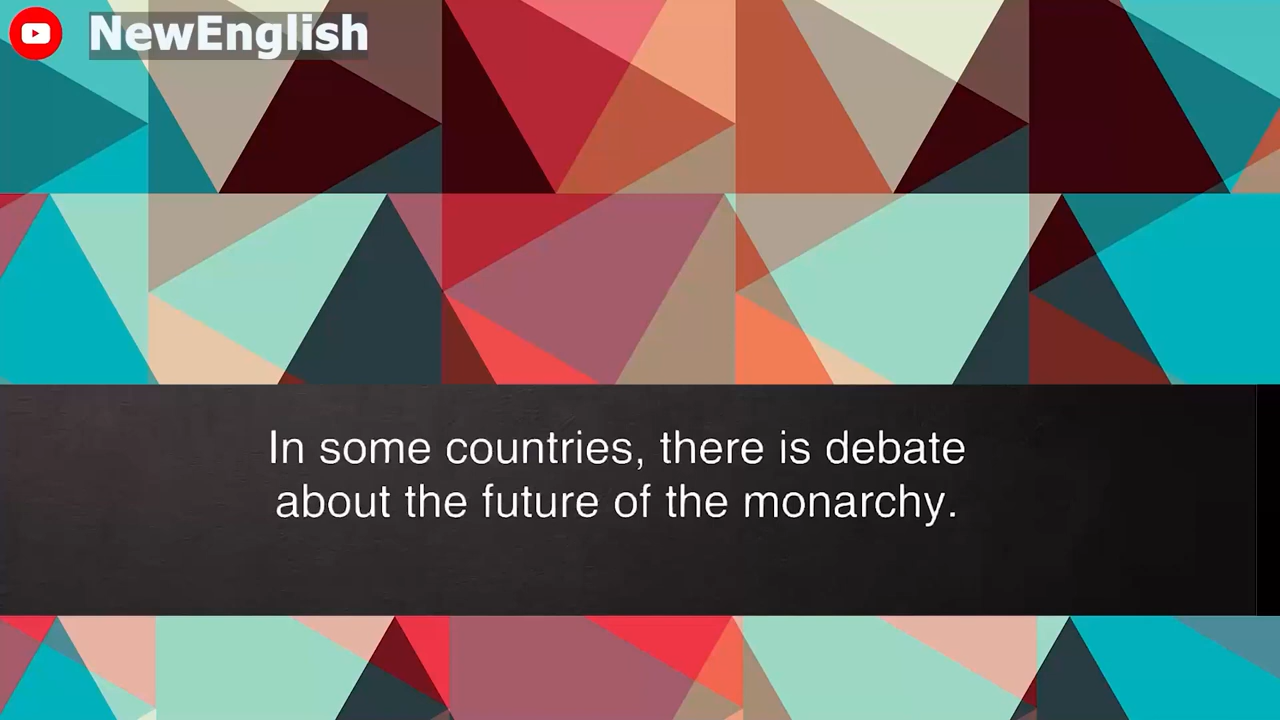 NewEnglish
In some countries, there is debate
about the future of the monarchy.